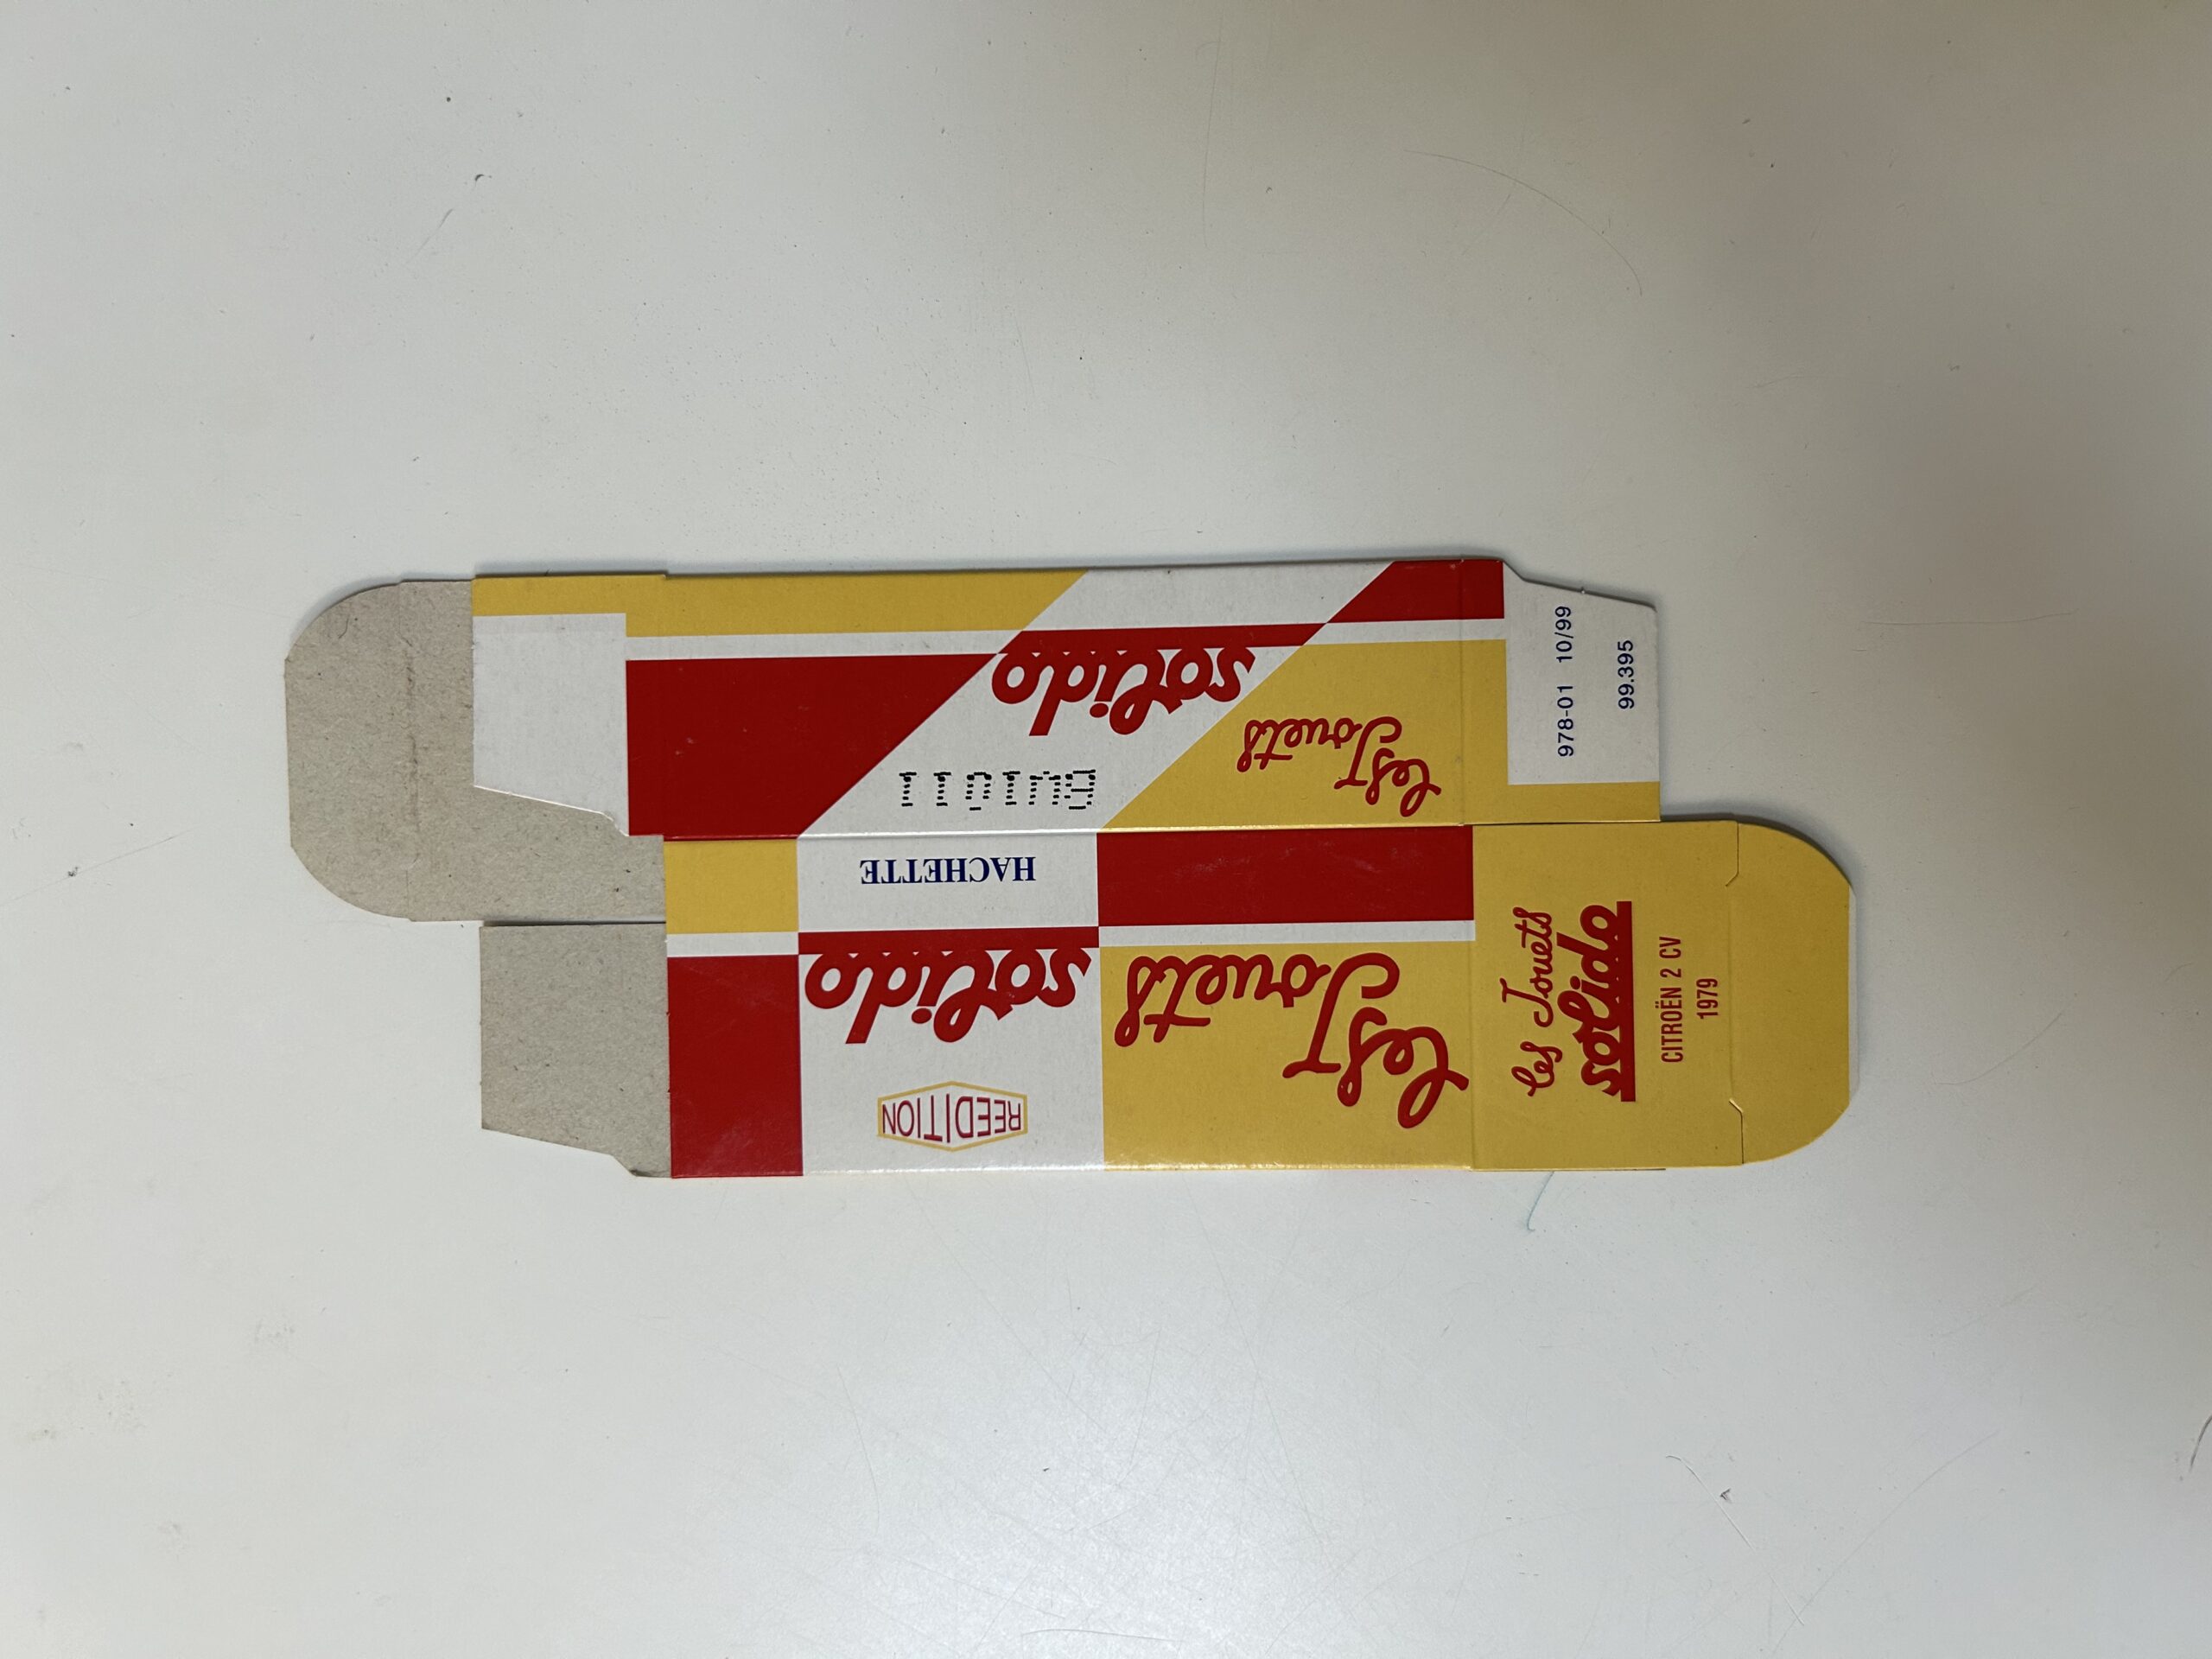 Les Jouets
solido
BW1011
HACHETTE
Les Jouets
solido
REEDITION
Les Jouets
solido
CITROËN 2 CV
1979
978-01 10/99
99.395